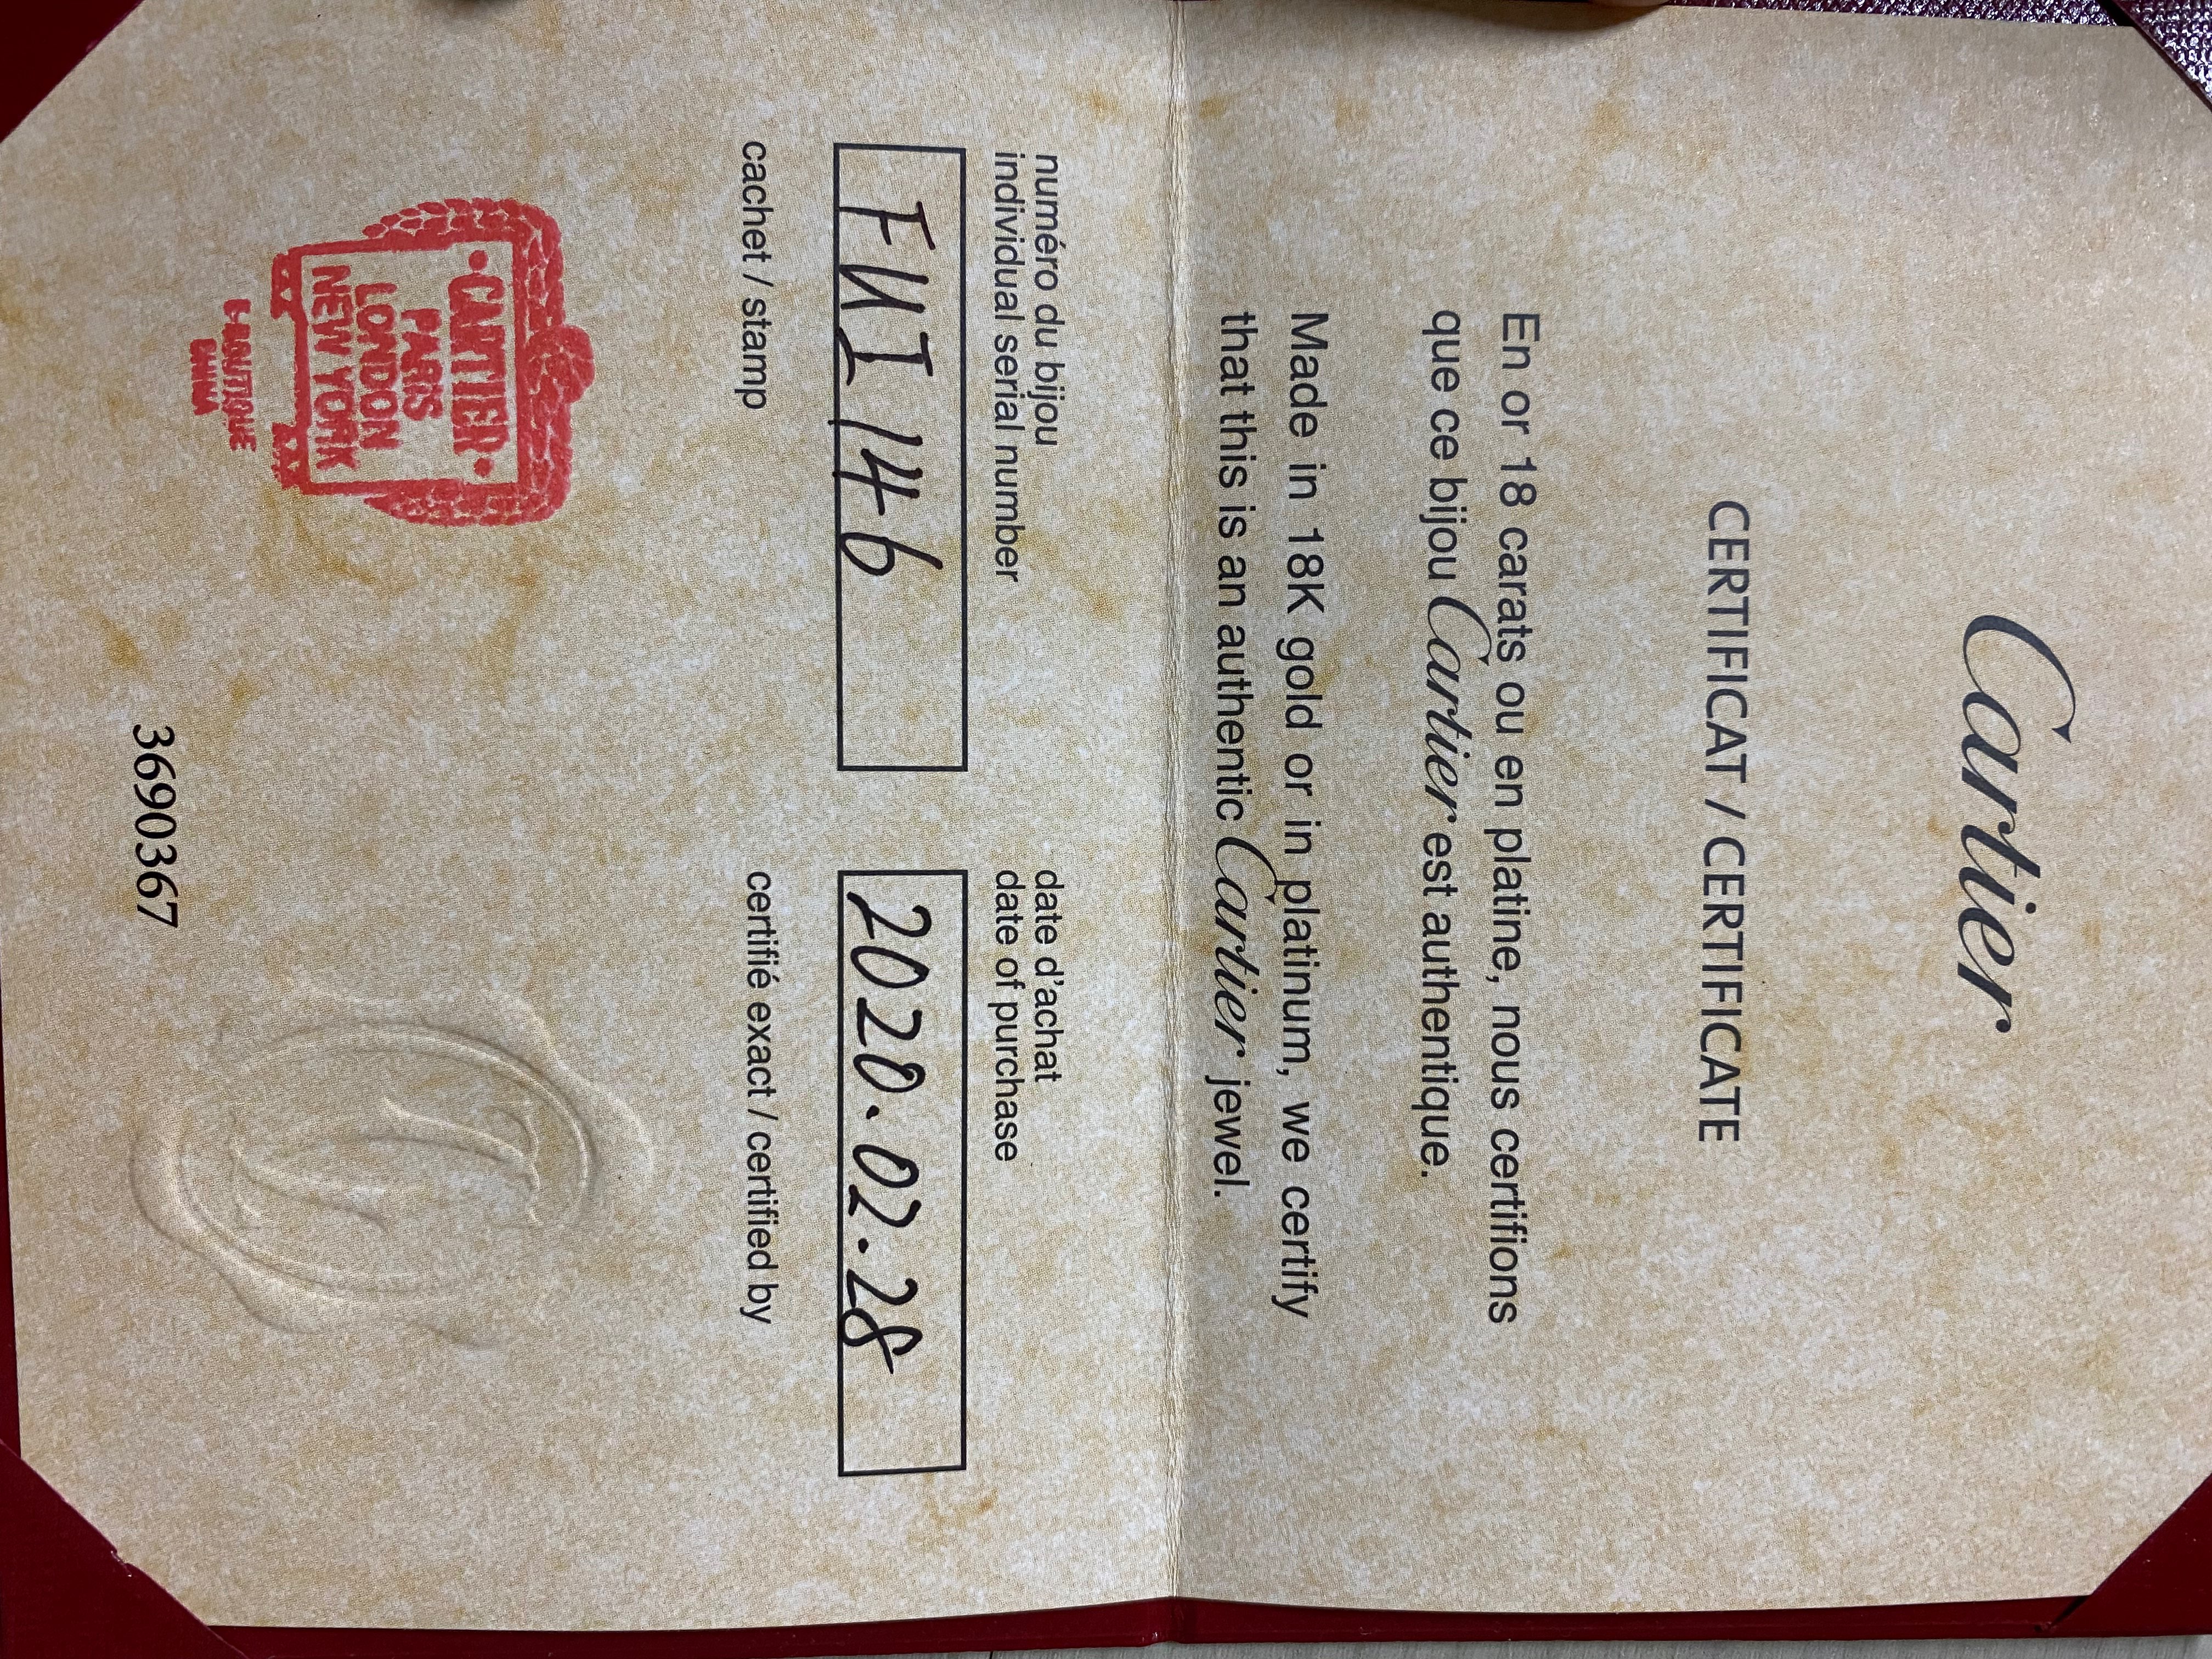 Cartier
CERTIFICAT / CERTIFICATE
En or 18 carats ou en platine, nous certifions
que ce bijou Cartier est authentique.
Made in 18K gold or in platinum, we certify
that this is an authentic Cartier jewel.
numéro du bijou
individual serial number
FUI146
date d'achat
date of purchase
2020.02.28
cachet / stamp
certifié exact / certified by
CARTIER
PARIS
LONDON
NEW YORK
E-BOUTIQUE
CHINA
3690367